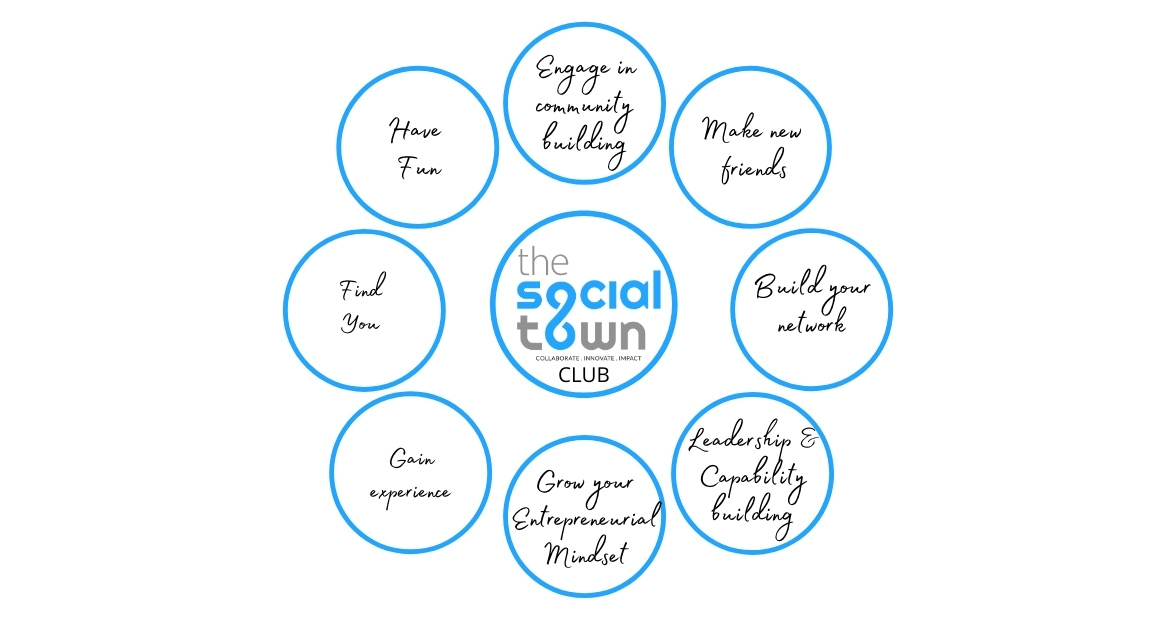 Engage in
community
building
Have
Fun
Make new
friends
Find
You
the
social
town
COLLABORATE . INNOVATE . IMPACT
CLUB
Build your
network
Gain
experience
Grow your
Entrepreneurial
Mindset
Leadership &
Capability
building